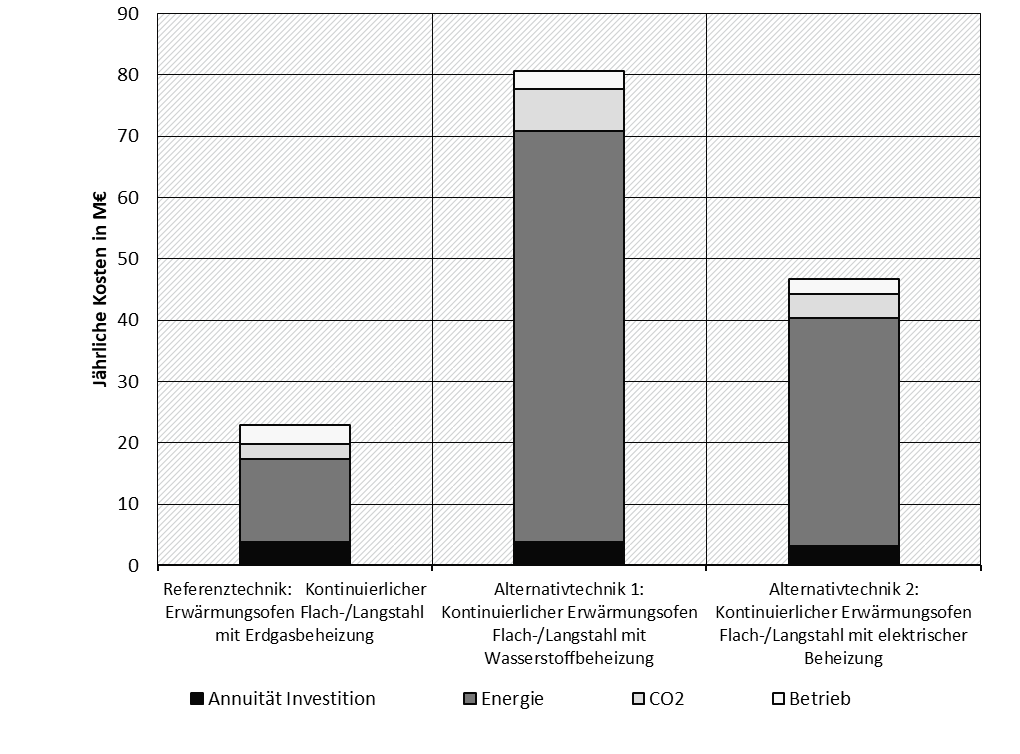 90
80
70
60
50
40
30
20
10
0
Jährliche Kosten in M€
Referenztechnik: Kontinuierlicher
Erwärmungsofen Flach-/Langstahl
mit Erdgasbeheizung
Alternativtechnik 1:
Kontinuierlicher Erwärmungsofen
Flach-/Langstahl mit
Wasserstoffbeheizung
Alternativtechnik 2:
Kontinuierlicher Erwärmungsofen
Flach-/Langstahl mit elektrischer
Beheizung
Annuität Investition
Energie
CO2
Betrieb